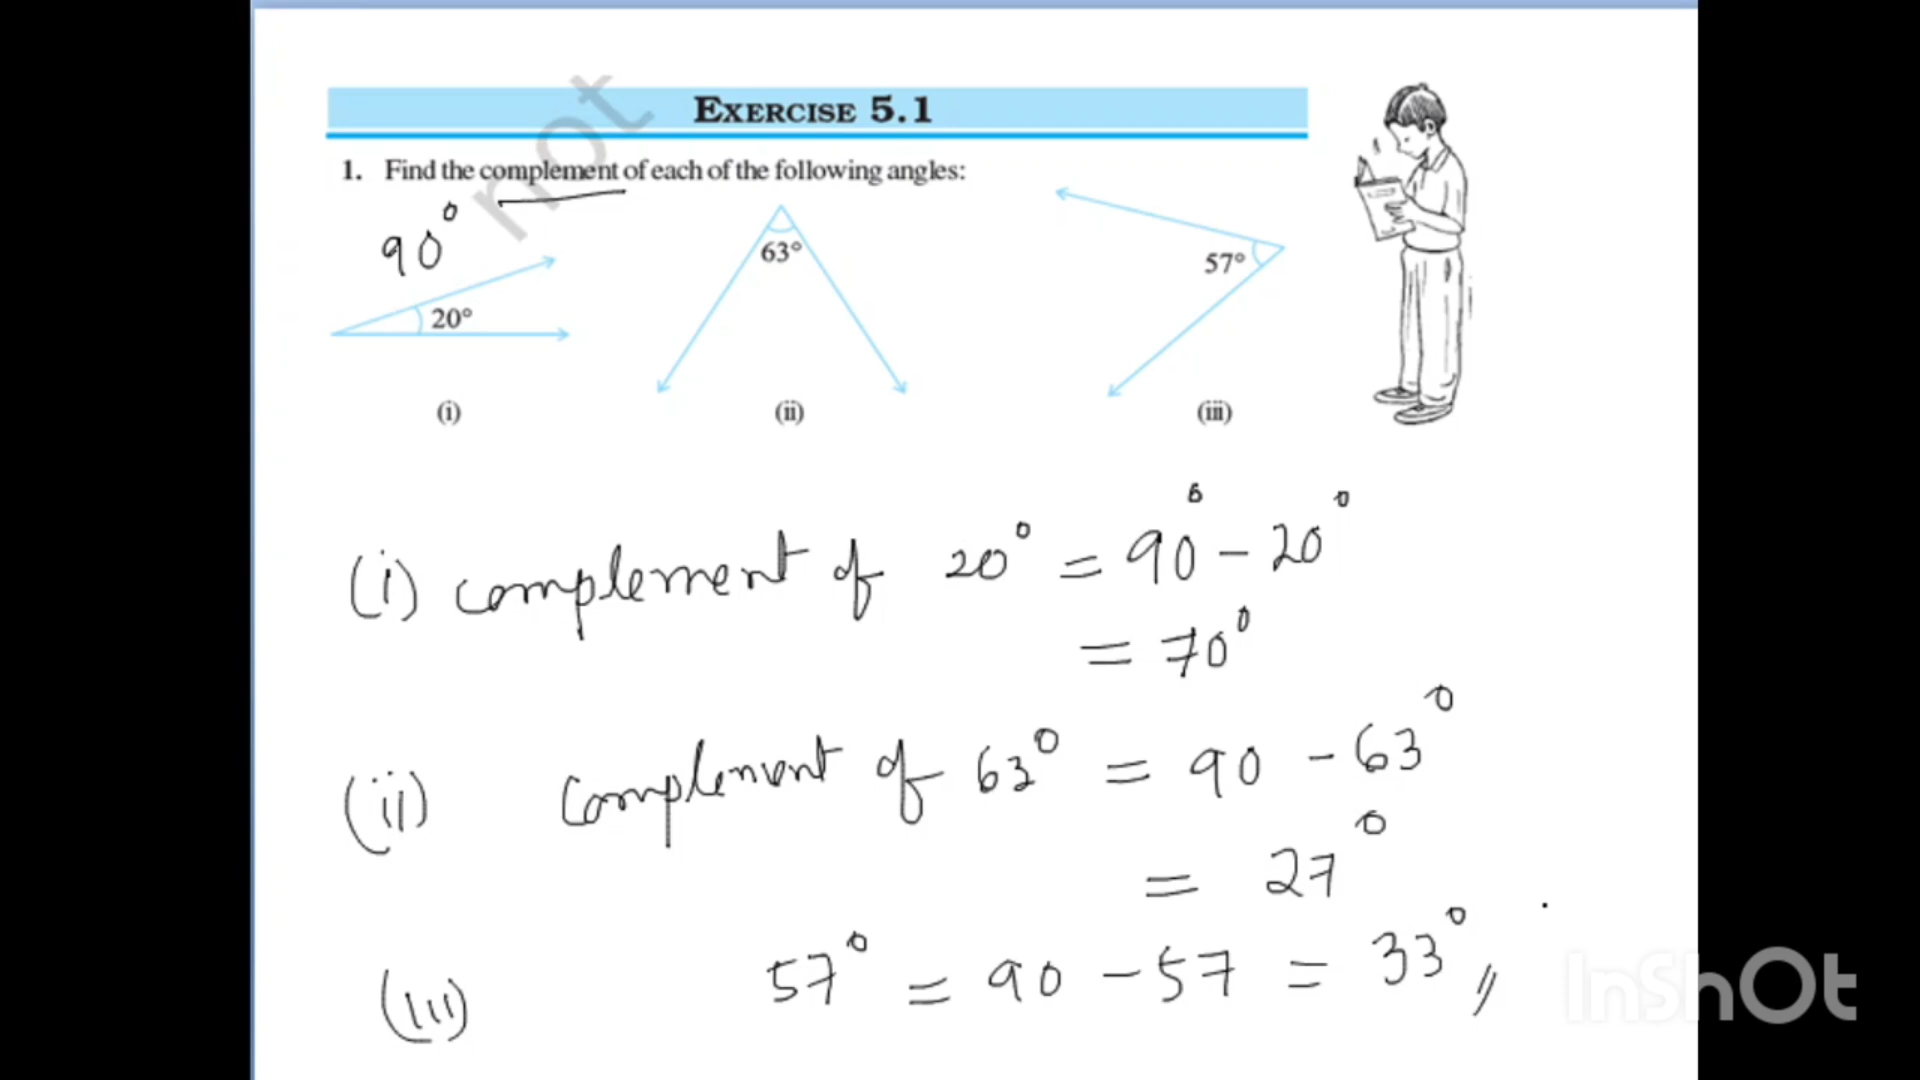 not
EXERCISE 5.1
1. Find the complement of each of the following angles:
90°
63°
57°
20°
(i) (ii) (iii)
(i) complement of 20° = 90° - 20°
= 70°
(ii) complement of 63° = 90 - 63°
= 27°
(iii) 57° = 90 - 57 = 33° //
InShOt